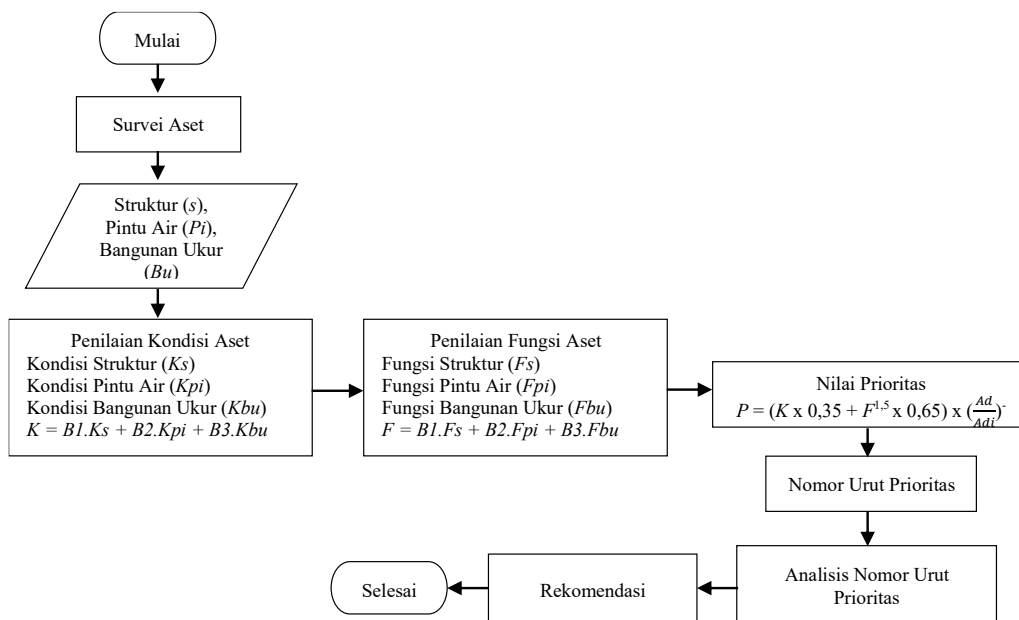 Mulai
Survei Aset
Struktur (s),
Pintu Air (Pi),
Bangunan Ukur
(Bu)
Penilaian Kondisi Aset
Kondisi Struktur (Ks)
Kondisi Pintu Air (Kpi)
Kondisi Bangunan Ukur (Kbu)
K = B1.Ks + B2.Kpi + B3.Kbu
Penilaian Fungsi Aset
Fungsi Struktur (Fs)
Fungsi Pintu Air (Fpi)
Fungsi Bangunan Ukur (Fbu)
F = B1.Fs + B2.Fpi + B3.Fbu
Nilai Prioritas
P = (K x 0,35 + F^1,5 x 0,65) x (Ad/Adi)^-
Nomor Urut Prioritas
Analisis Nomor Urut
Prioritas
Rekomendasi
Selesai